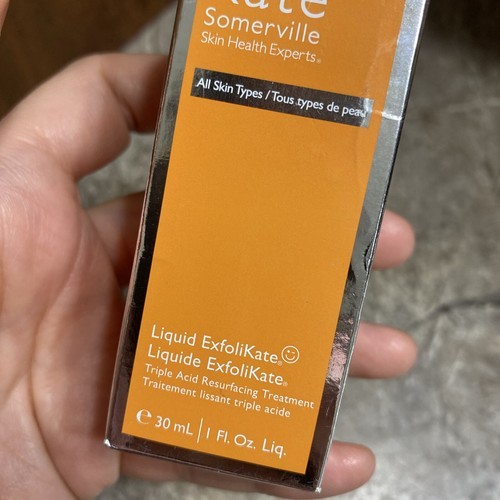 Kate
Somerville
Skin Health Experts®
All Skin Types / Tous types de peau
Liquid ExfoliKate®
Liquide ExfoliKate®
Triple Acid Resurfacing Treatment
Traitement lissant triple acide
℮ 30 mL | 1 Fl. Oz. Liq.